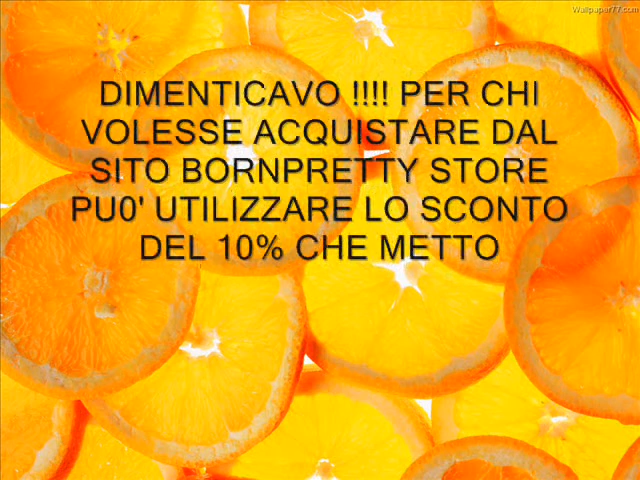 Wallpaper77.com
DIMENTICAVO !!!! PER CHI
VOLESSE ACQUISTARE DAL
SITO BORNPRETTY STORE
PU0' UTILIZZARE LO SCONTO
DEL 10% CHE METTO